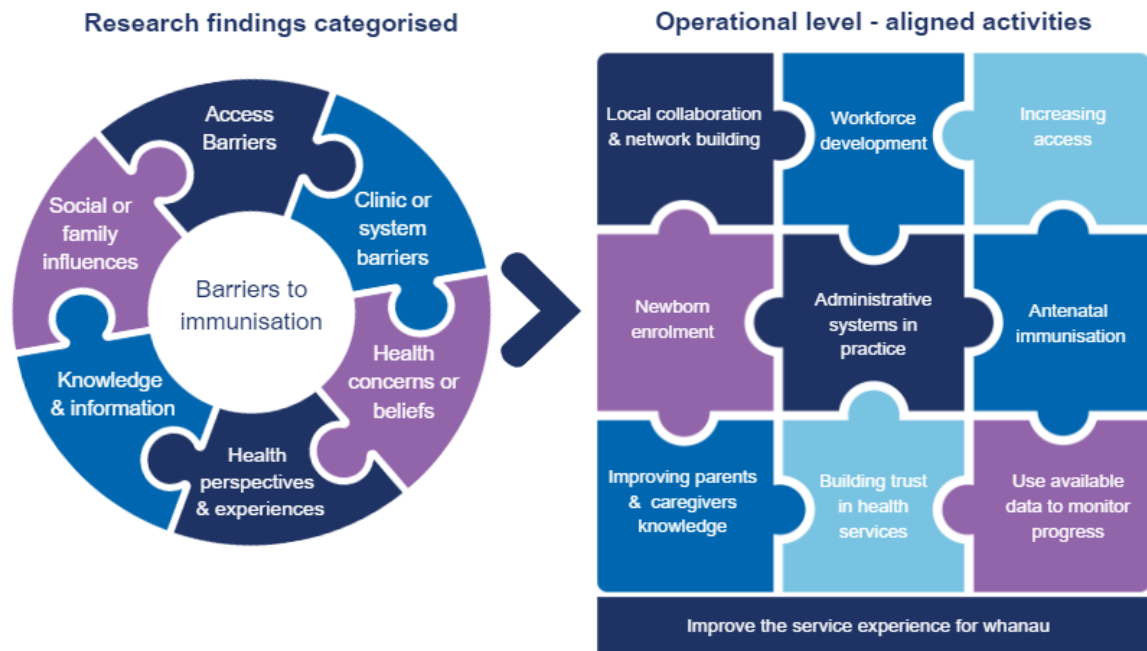 Research findings categorised
Access
Barriers
Clinic or
system
barriers
Health
concerns or
beliefs
Health
perspectives
& experiences
Knowledge
& information
Social or
family
influences
Barriers to
immunisation
Operational level - aligned activities
Local collaboration
& network building
Workforce
development
Increasing
access
Newborn
enrolment
Administrative
systems in
practice
Antenatal
immunisation
Improving parents
& caregivers
knowledge
Building trust
in health
services
Use available
data to monitor
progress
Improve the service experience for whanau